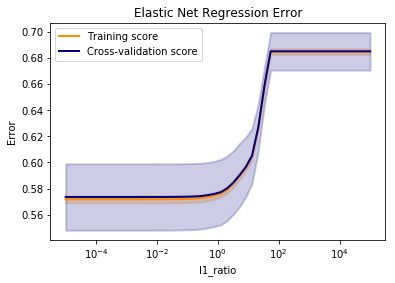 Elastic Net Regression Error
Training score
Cross-validation score
Error
0.70
0.68
0.66
0.64
0.62
0.60
0.58
0.56
10⁻⁴
10⁻²
10⁰
10²
10⁴
l1_ratio